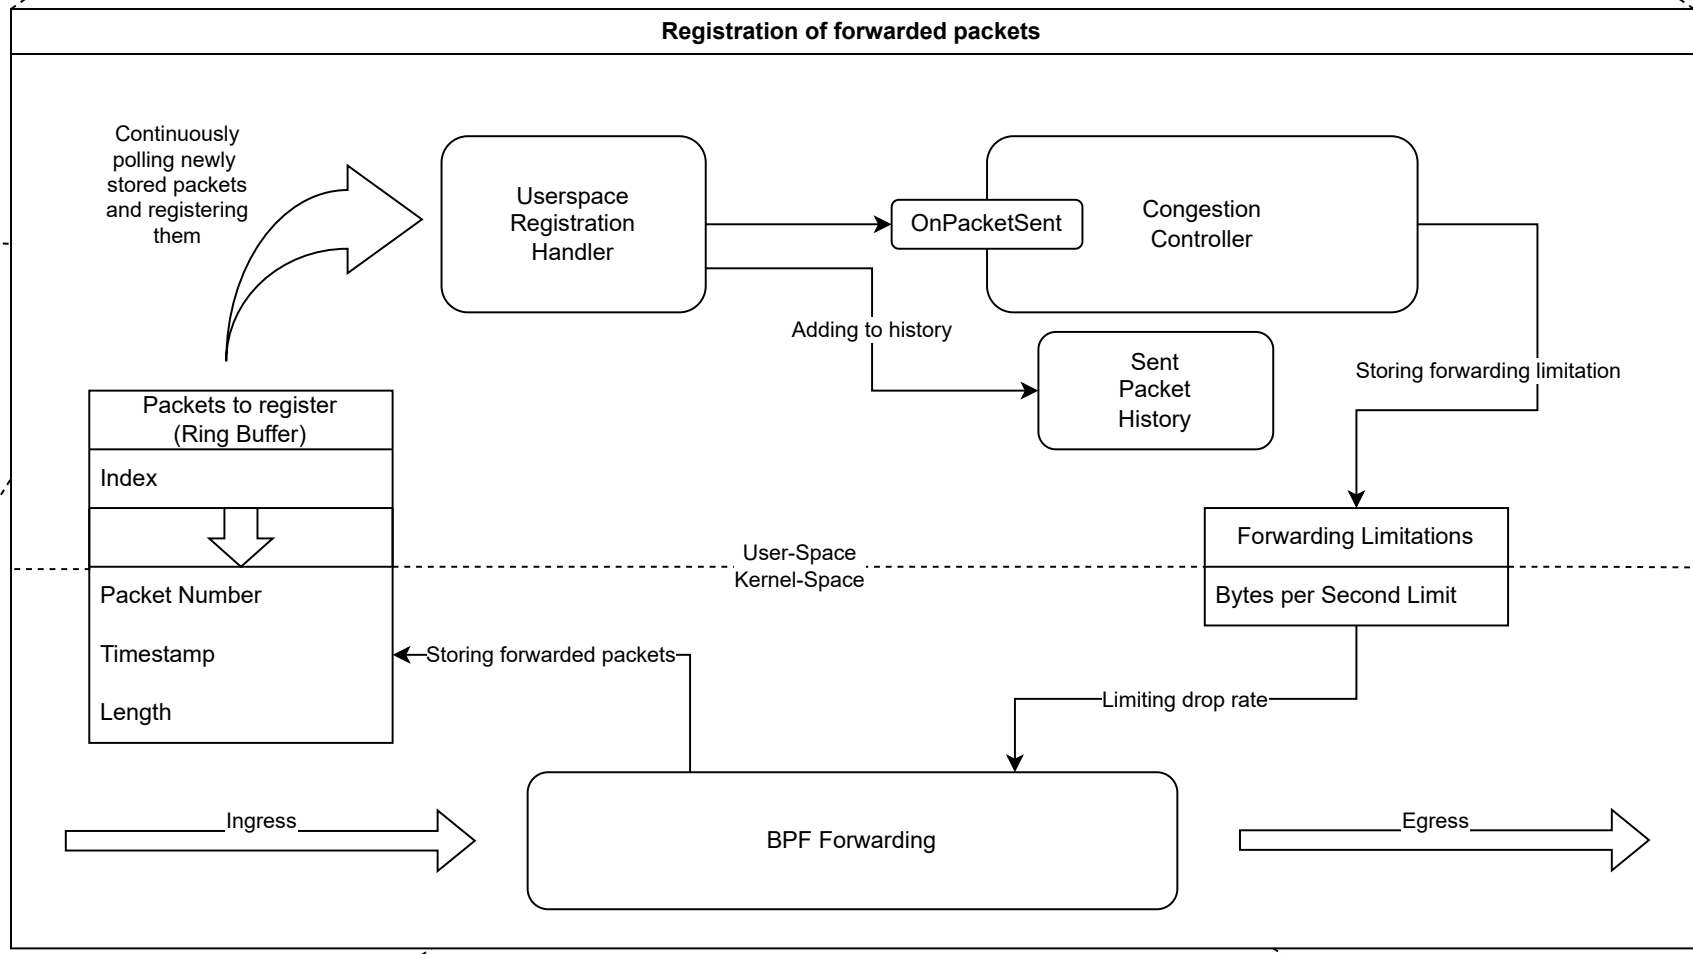 Registration of forwarded packets
Continuously
polling newly
stored packets
and registering
them
Userspace
Registration
Handler
OnPacketSent
Congestion
Controller
Adding to history
Sent
Packet
History
Storing forwarding limitation
Packets to register
(Ring Buffer)
Index
Forwarding Limitations
User-Space
Kernel-Space
Packet Number
Bytes per Second Limit
Timestamp
Storing forwarded packets
Length
Limiting drop rate
Ingress
BPF Forwarding
Egress